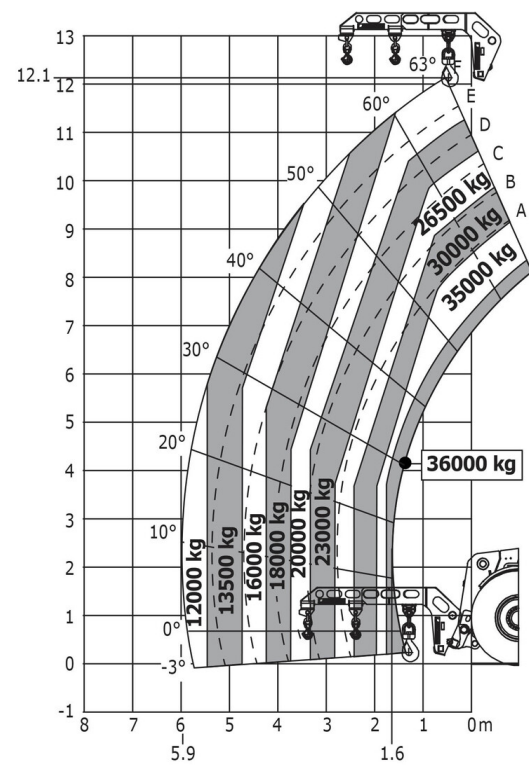 13
12.1
12
11
10
9
8
7
6
5
4
3
2
1
0
-1
8
7
6
5
4
3
2
1
0m
5.9
1.6
63°
60°
50°
40°
30°
20°
10°
0°
-3°
F
E
D
C
B
A
26500 kg
30000 kg
35000 kg
36000 kg
12000 kg
13500 kg
16000 kg
18000 kg
20000 kg
23000 kg